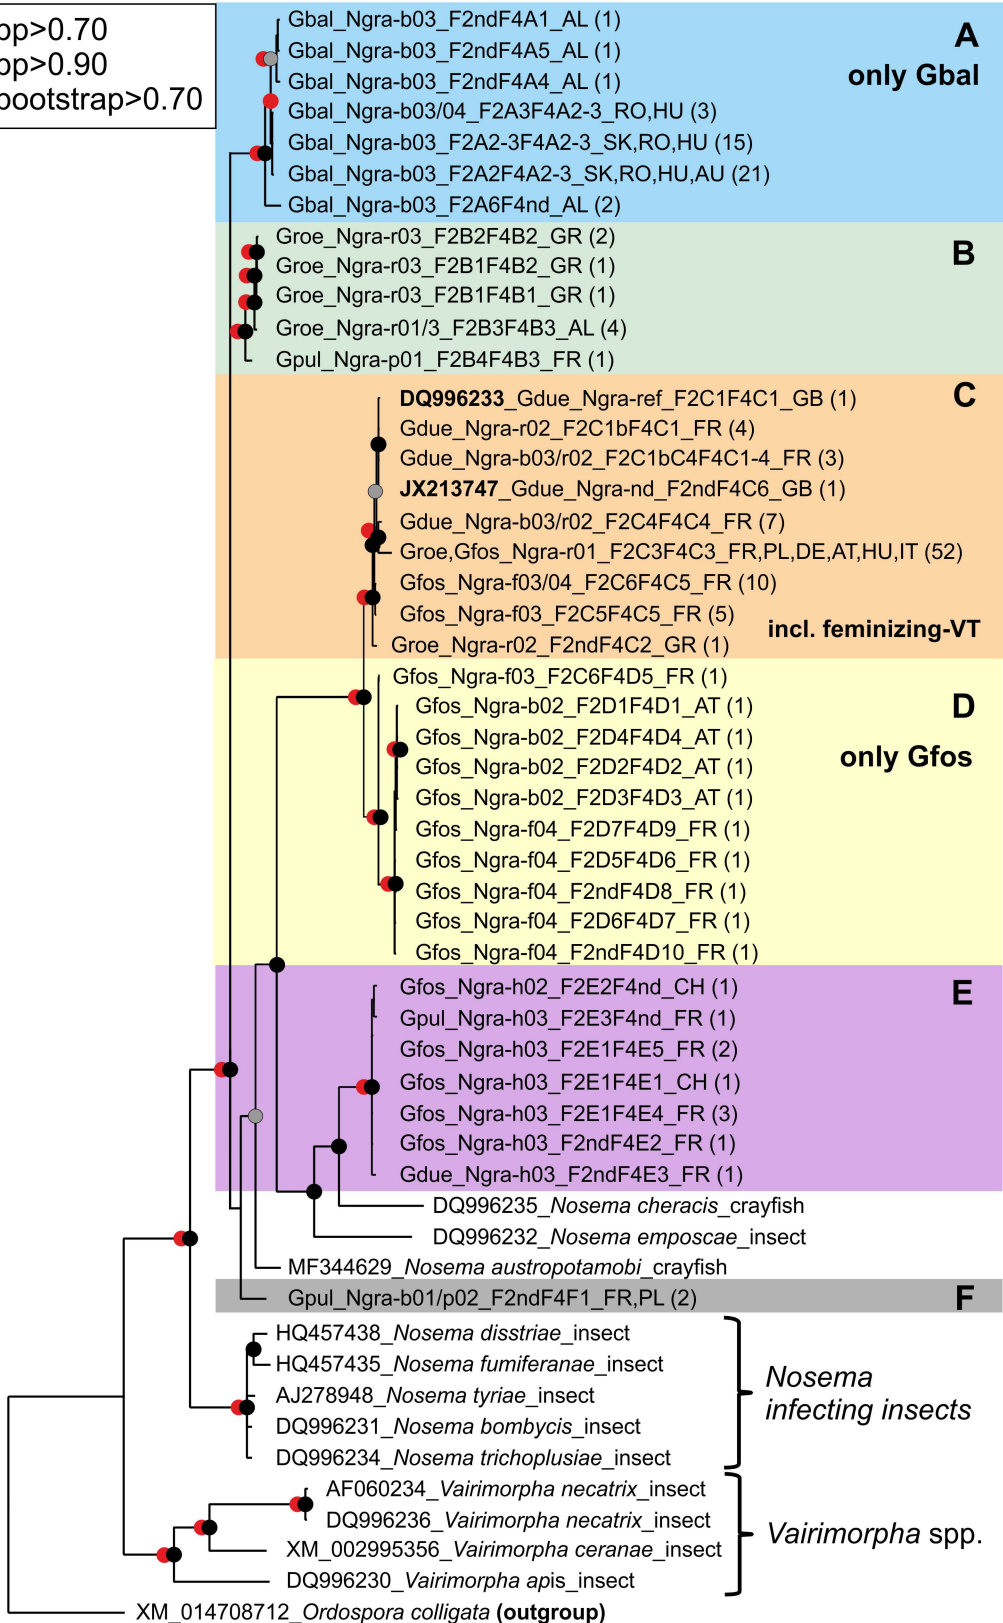 pp>0.70
pp>0.90
bootstrap>0.70
Gbal_Ngra-b03_F2ndF4A1_AL (1)
A
Gbal_Ngra-b03_F2ndF4A5_AL (1)
only Gbal
Gbal_Ngra-b03_F2ndF4A4_AL (1)
Gbal_Ngra-b03/04_F2A3F4A2-3_RO,HU (3)
Gbal_Ngra-b03_F2A2-3F4A2-3_SK,RO,HU (15)
Gbal_Ngra-b03_F2A2F4A2-3_SK,RO,HU,AU (21)
Gbal_Ngra-b03_F2A6F4nd_AL (2)
Groe_Ngra-r03_F2B2F4B2_GR (2)
B
Groe_Ngra-r03_F2B1F4B2_GR (1)
Groe_Ngra-r03_F2B1F4B1_GR (1)
Groe_Ngra-r01/3_F2B3F4B3_AL (4)
Gpul_Ngra-p01_F2B4F4B3_FR (1)
DQ996233_Gdue_Ngra-ref_F2C1F4C1_GB (1)
C
Gdue_Ngra-r02_F2C1bF4C1_FR (4)
Gdue_Ngra-b03/r02_F2C1bC4F4C1-4_FR (3)
JX213747_Gdue_Ngra-nd_F2ndF4C6_GB (1)
Gdue_Ngra-b03/r02_F2C4F4C4_FR (7)
Groe,Gfos_Ngra-r01_F2C3F4C3_FR,PL,DE,AT,HU,IT (52)
Gfos_Ngra-f03/04_F2C6F4C5_FR (10)
Gfos_Ngra-f03_F2C5F4C5_FR (5)
incl. feminizing-VT
Groe_Ngra-r02_F2ndF4C2_GR (1)
Gfos_Ngra-f03_F2C6F4D5_FR (1)
Gfos_Ngra-b02_F2D1F4D1_AT (1)
D
Gfos_Ngra-b02_F2D4F4D4_AT (1)
only Gfos
Gfos_Ngra-b02_F2D2F4D2_AT (1)
Gfos_Ngra-b02_F2D3F4D3_AT (1)
Gfos_Ngra-f04_F2D7F4D9_FR (1)
Gfos_Ngra-f04_F2D5F4D6_FR (1)
Gfos_Ngra-f04_F2ndF4D8_FR (1)
Gfos_Ngra-f04_F2D6F4D7_FR (1)
Gfos_Ngra-f04_F2ndF4D10_FR (1)
Gfos_Ngra-h02_F2E2F4nd_CH (1)
E
Gpul_Ngra-h03_F2E3F4nd_FR (1)
Gfos_Ngra-h03_F2E1F4E5_FR (2)
Gfos_Ngra-h03_F2E1F4E1_CH (1)
Gfos_Ngra-h03_F2E1F4E4_FR (3)
Gfos_Ngra-h03_F2ndF4E2_FR (1)
Gdue_Ngra-h03_F2ndF4E3_FR (1)
DQ996235_Nosema cheracis_crayfish
DQ996232_Nosema emposcae_insect
MF344629_Nosema austropotamobi_crayfish
Gpul_Ngra-b01/p02_F2ndF4F1_FR,PL (2)
F
HQ457438_Nosema disstriae_insect
HQ457435_Nosema fumiferanae_insect
AJ278948_Nosema tyriae_insect
DQ996231_Nosema bombycis_insect
DQ996234_Nosema trichoplusiae_insect
Nosema
infecting insects
AF060234_Vairimorpha necatrix_insect
DQ996236_Vairimorpha necatrix_insect
XM_002995356_Vairimorpha ceranae_insect
DQ996230_Vairimorpha apis_insect
Vairimorpha spp.
XM_014708712_Ordospora colligata (outgroup)